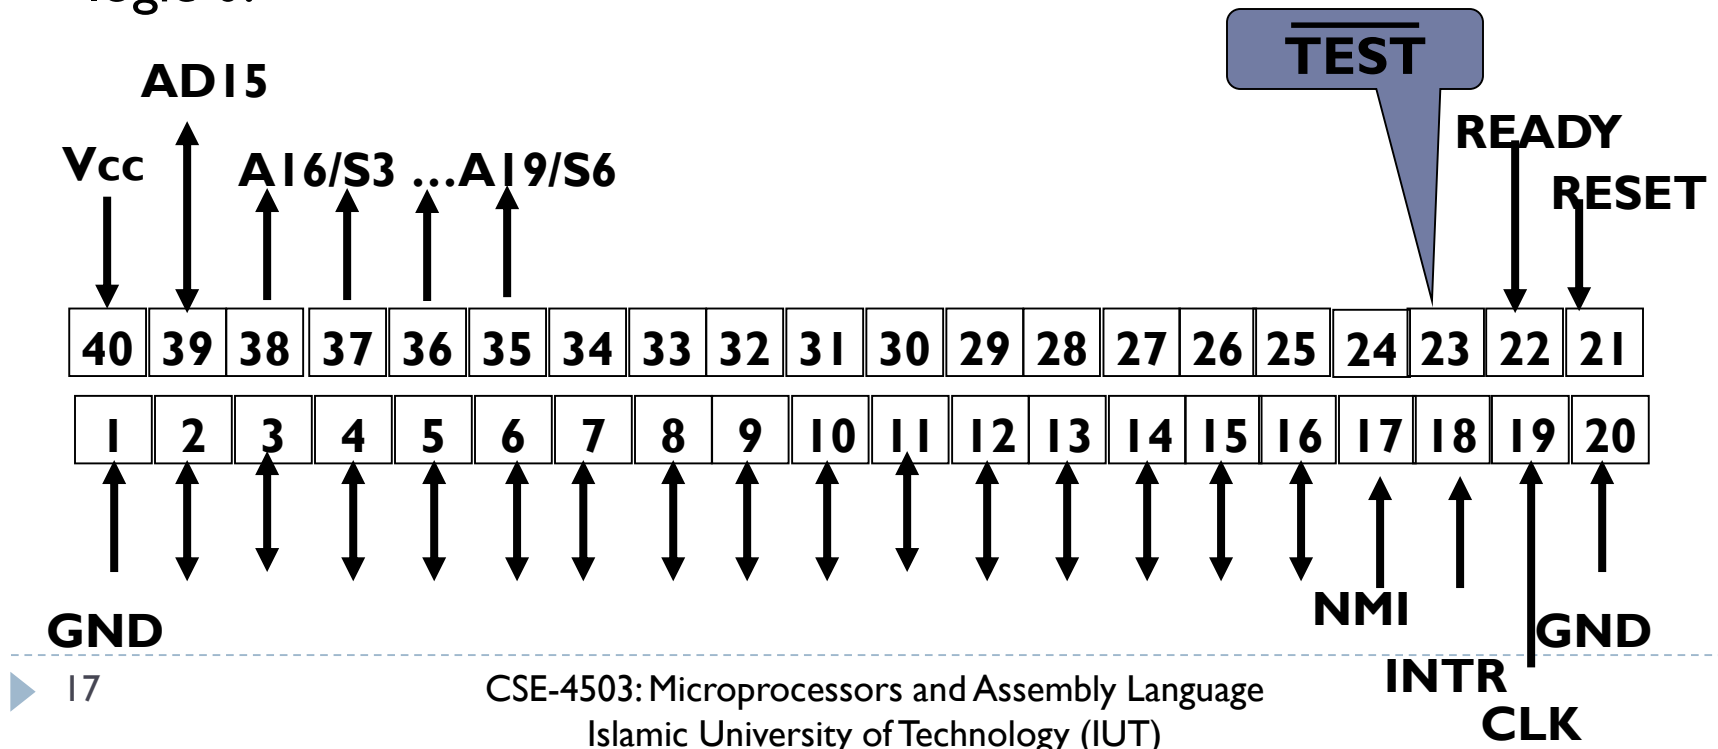 logic 0.
TEST
AD15
READY
Vcc
A16/S3 ...A19/S6
RESET
40 39 38 37 36 35 34 33 32 31 30 29 28 27 26 25 24 23 22 21
1 2 3 4 5 6 7 8 9 10 11 12 13 14 15 16 17 18 19 20
NMI
GND
GND
INTR
CLK
17
CSE-4503: Microprocessors and Assembly Language
Islamic University of Technology (IUT)